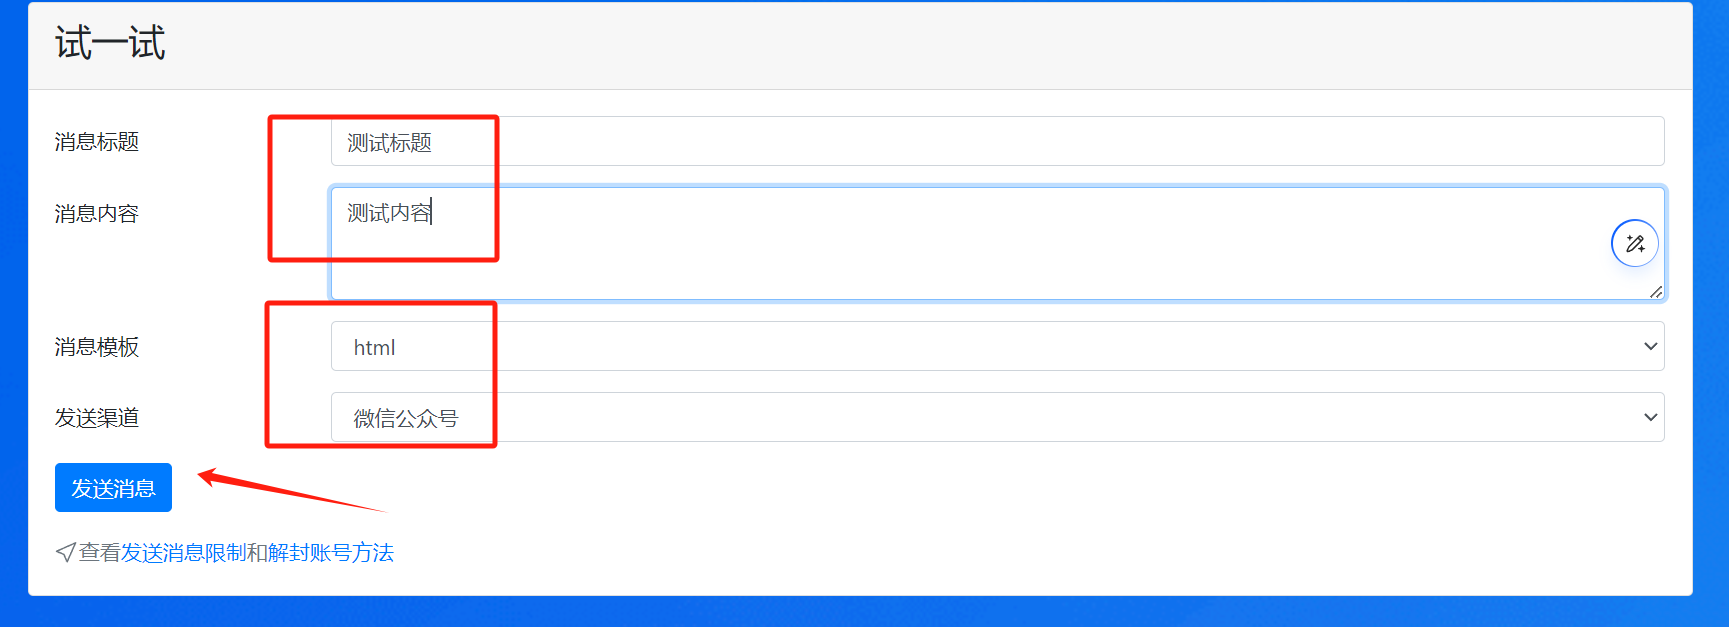 试一试
消息标题 测试标题
消息内容 测试内容
消息模板 html
发送渠道 微信公众号
发送消息
查看发送消息限制和解封账号方法